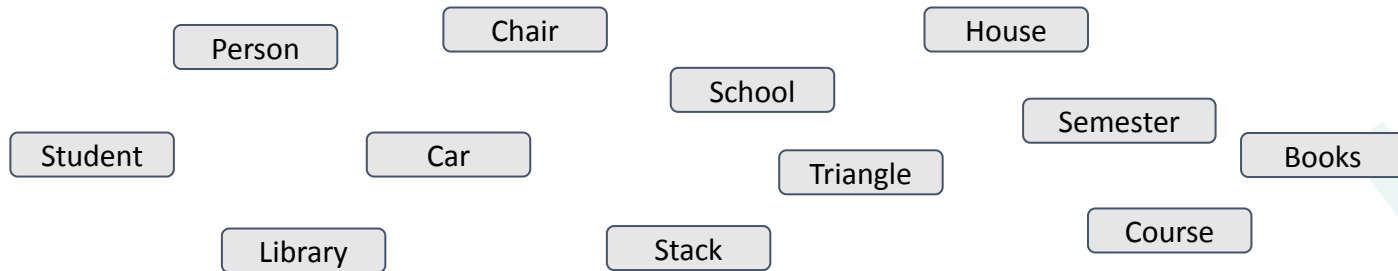 Chair
House
Person
School
Semester
Student
Car
Books
Triangle
Course
Library
Stack